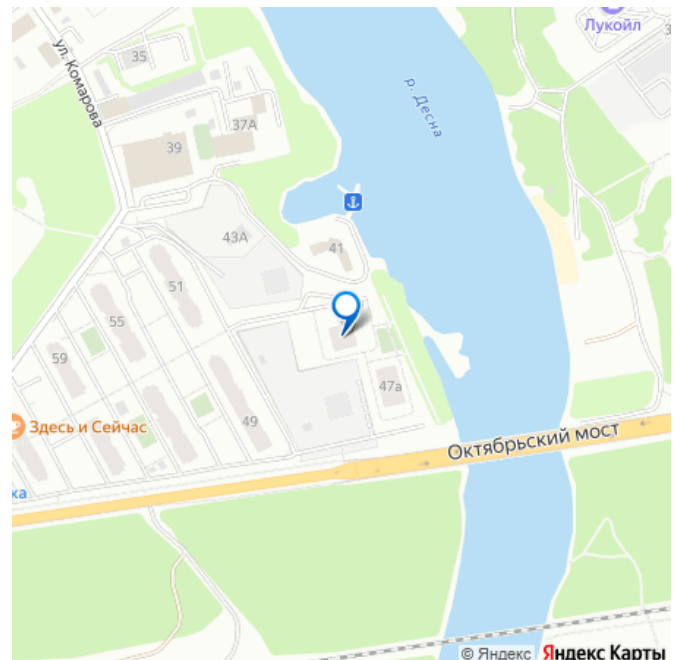 Лукойл
35
ул. Комарова
р. Десна
37А
39
43А
41
51
55
59
47а
49
Здесь и Сейчас
Октябрьский мост
ка
© Яндекс Яндекс Карты